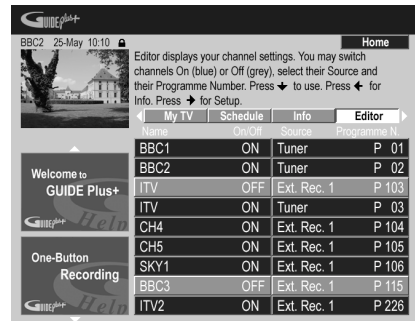 GUIDE Plus+
BBC2 25-May 10:10
Home
Editor displays your channel settings. You may switch
channels On (blue) or Off (grey), select their Source and
their Programme Number. Press to use. Press for
Info. Press for Setup.
My TV Schedule Info Editor
Name On/Off Source Programme N.
BBC1 ON Tuner P 01
BBC2 ON Tuner P 02
ITV OFF Ext. Rec. 1 P 103
ITV ON Tuner P 03
CH4 ON Ext. Rec. 1 P 104
CH5 ON Ext. Rec. 1 P 105
SKY1 ON Ext. Rec. 1 P 106
BBC3 OFF Ext. Rec. 1 P 115
ITV2 ON Ext. Rec. 1 P 226
Welcome to
GUIDE Plus+
GUIDE Plus+ Help
One-Button
Recording
GUIDE Plus+ Help